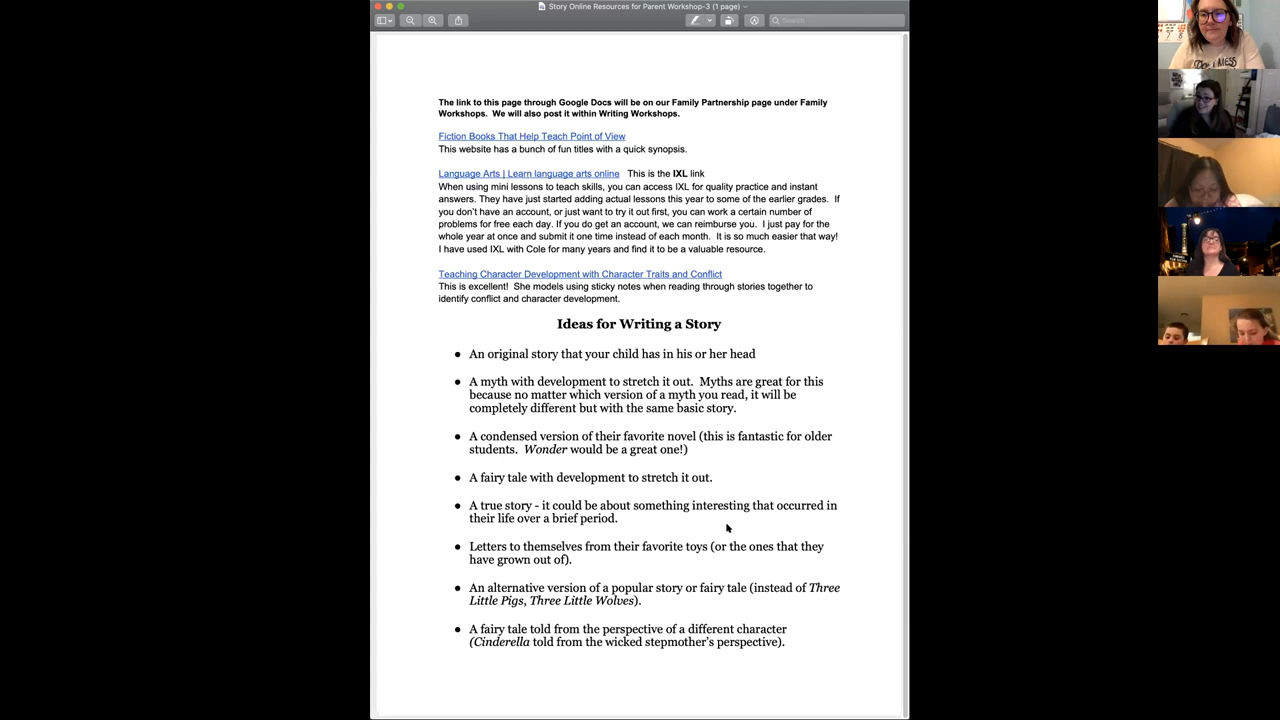 Story Online Resources for Parent Workshop-3 (1 page)
Search
The link to this page through Google Docs will be on our Family Partnership page under Family
Workshops.  We will also post it within Writing Workshops.
Fiction Books That Help Teach Point of View
This website has a bunch of fun titles with a quick synopsis.
Language Arts | Learn language arts online   This is the IXL link
When using mini lessons to teach skills, you can access IXL for quality practice and instant
answers. They have just started adding actual lessons this year to some of the earlier grades.  If
you don't have an account, or just want to try it out first, you can work a certain number of
problems for free each day. If you do get an account, we can reimburse you.  I just pay for the
whole year at once and submit it one time instead of each month.  It is so much easier that way!
I have used IXL with Cole for many years and find it to be a valuable resource.
Teaching Character Development with Character Traits and Conflict
This is excellent!  She models using sticky notes when reading through stories together to
identify conflict and character development.
Ideas for Writing a Story
● An original story that your child has in his or her head
● A myth with development to stretch it out.  Myths are great for this
because no matter which version of a myth you read, it will be
completely different but with the same basic story.
● A condensed version of their favorite novel (this is fantastic for older
students.  Wonder would be a great one!)
● A fairy tale with development to stretch it out.
● A true story - it could be about something interesting that occurred in
their life over a brief period.
● Letters to themselves from their favorite toys (or the ones that they
have grown out of).
● An alternative version of a popular story or fairy tale (instead of Three
Little Pigs, Three Little Wolves).
● A fairy tale told from the perspective of a different character
(Cinderella told from the wicked stepmother's perspective).